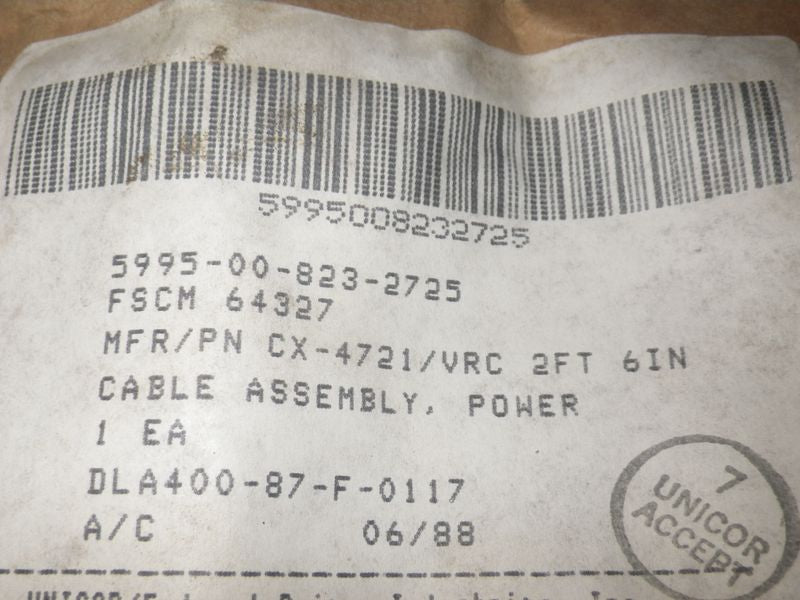 5995008232725
5995-00-823-2725
FSCM 64327
MFR/PN CX-4721/VRC 2FT 6IN
CABLE ASSEMBLY, POWER
1 EA
DLA400-87-F-0117
A/C 06/88
7
UNICOR
ACCEPT